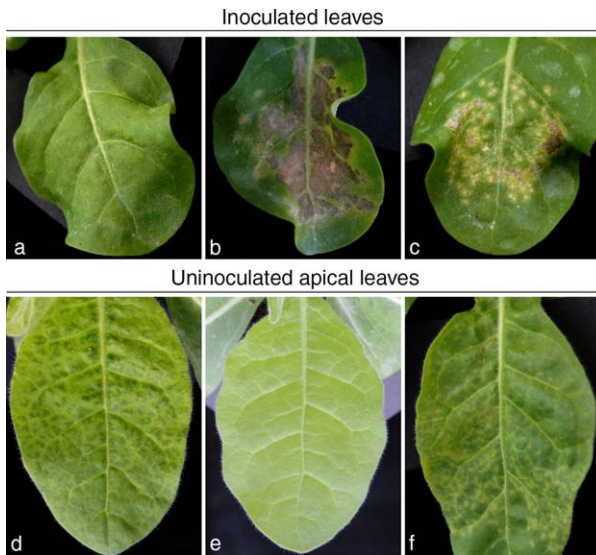 Inoculated leaves
a b c
Uninoculated apical leaves
d e f